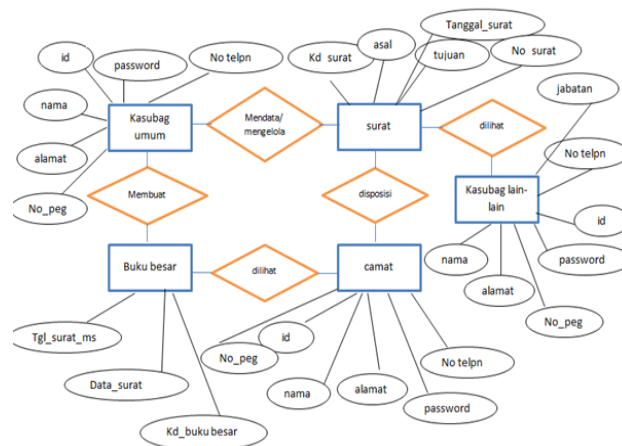 Tanggal_surat
id
asal
password
No telpn
Kd surat
tujuan
No surat
jabatan
nama
Kasubag
umum
Mendata/
mengelola
surat
dilihat
alamat
No telpn
No_peg
Membuat
disposisi
Kasubag lain-
lain
id
nama
password
Buku besar
dilihat
camat
alamat
No_peg
Tgl_surat_ms
id
No_peg
No telpn
Data_surat
nama
alamat
password
Kd_buku besar